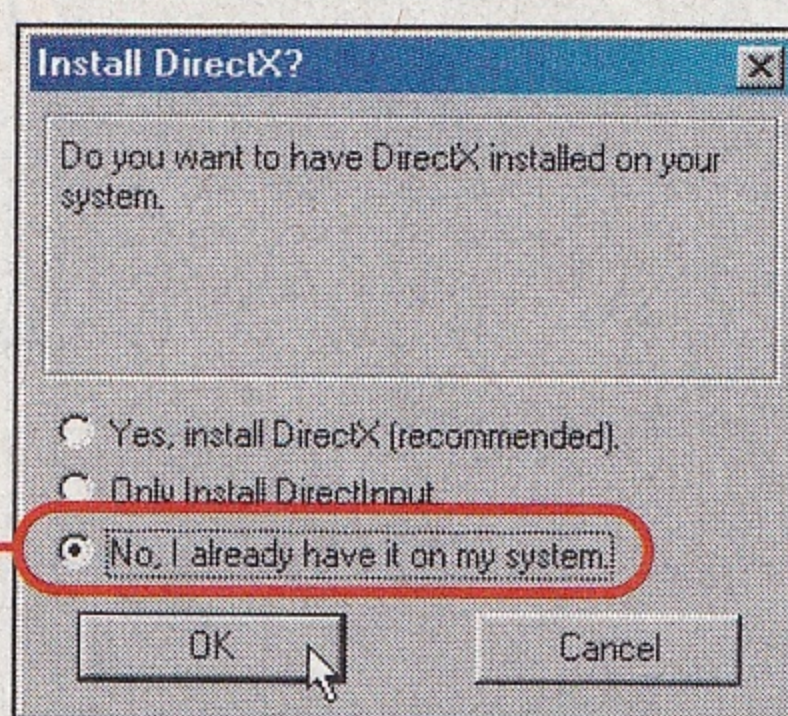 Install DirectX?
Do you want to have DirectX installed on your
system.
Yes, install DirectX (recommended).
Only Install DirectInput
No, I already have it on my system.
OK
Cancel